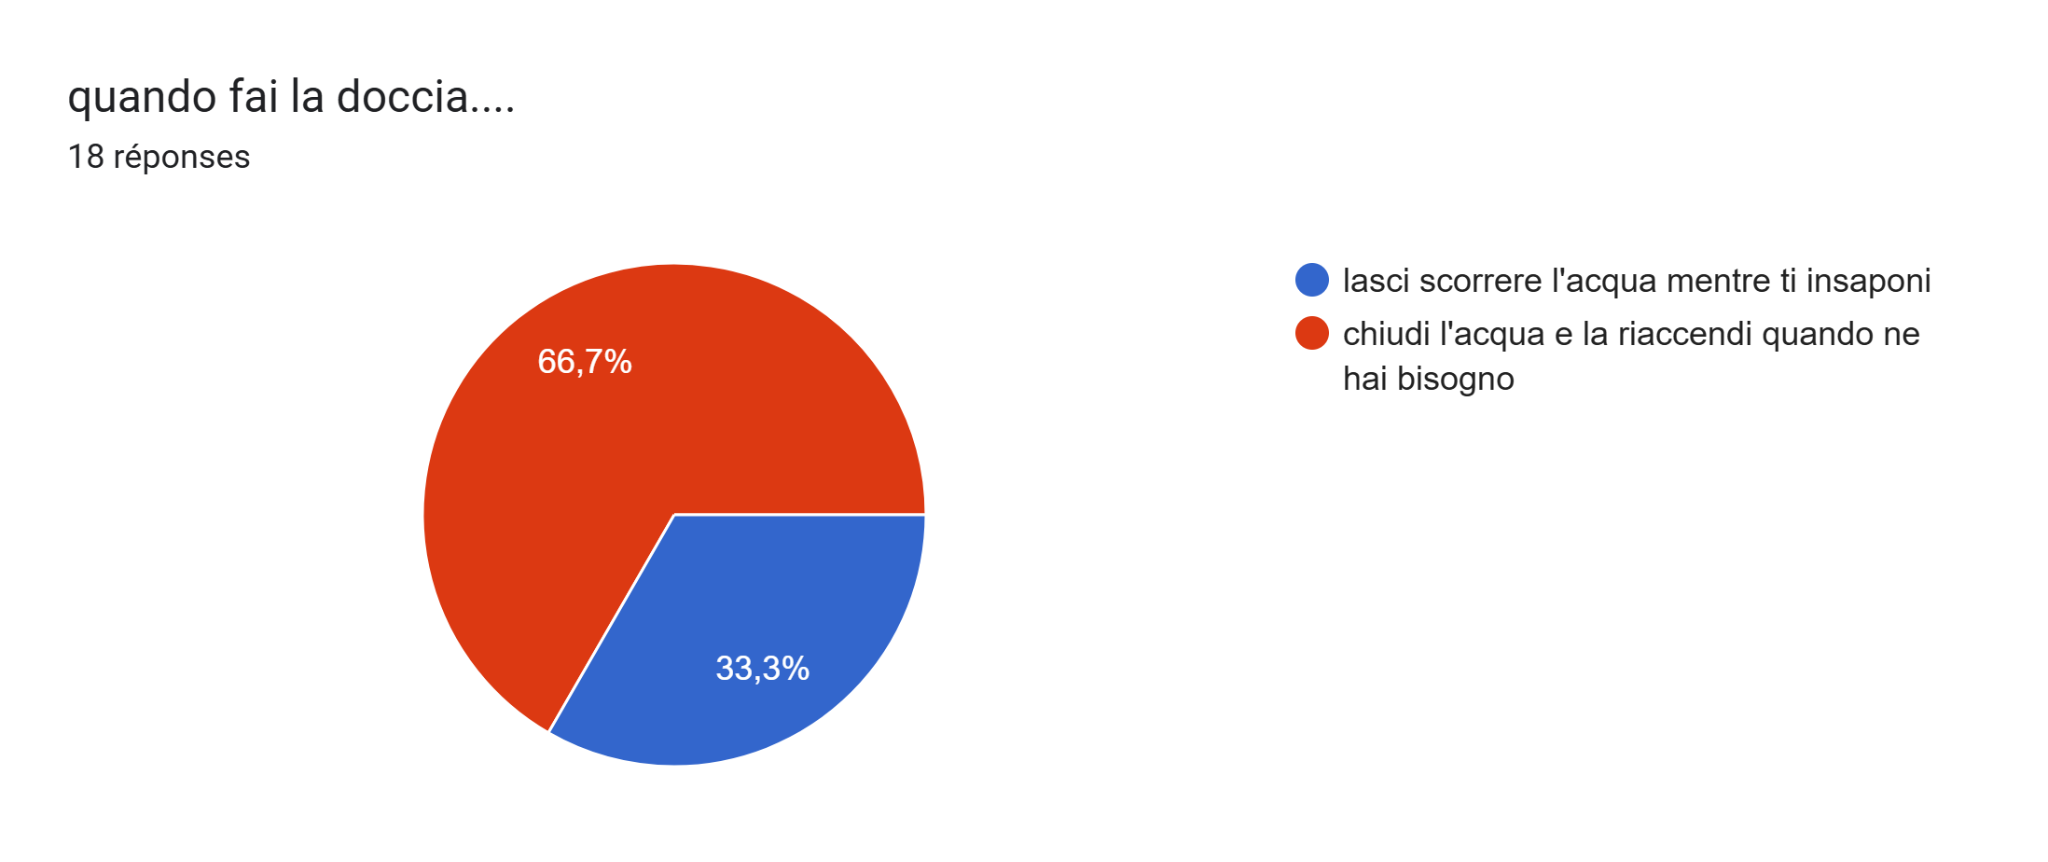 quando fai la doccia....
18 réponses
66,7%
33,3%
lasci scorrere l'acqua mentre ti insaponi
chiudi l'acqua e la riaccendi quando ne
hai bisogno